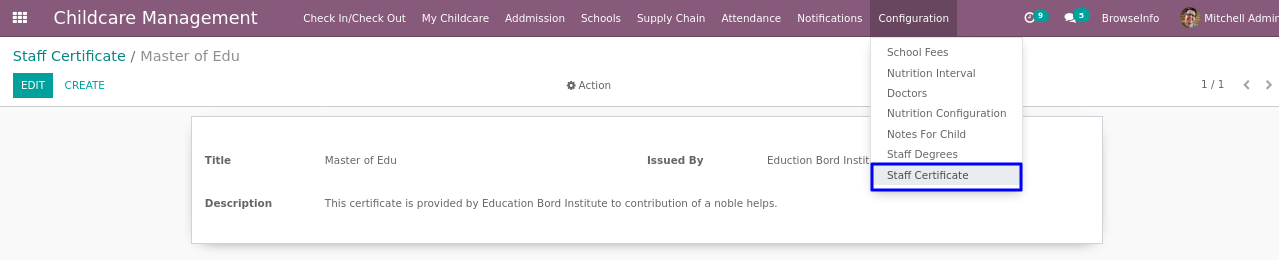 Childcare Management Check In/Check Out My Childcare Addmission Schools Supply Chain Attendance Notifications Configuration 9 5 BrowseInfo Mitchell Admin
Staff Certificate / Master of Edu
School Fees
Nutrition Interval
Doctors
Nutrition Configuration
Notes For Child
Staff Degrees
Staff Certificate
EDIT CREATE Action 1 / 1
Title Master of Edu Issued By Eduction Bord Instit
Description This certificate is provided by Education Bord Institute to contribution of a noble helps.